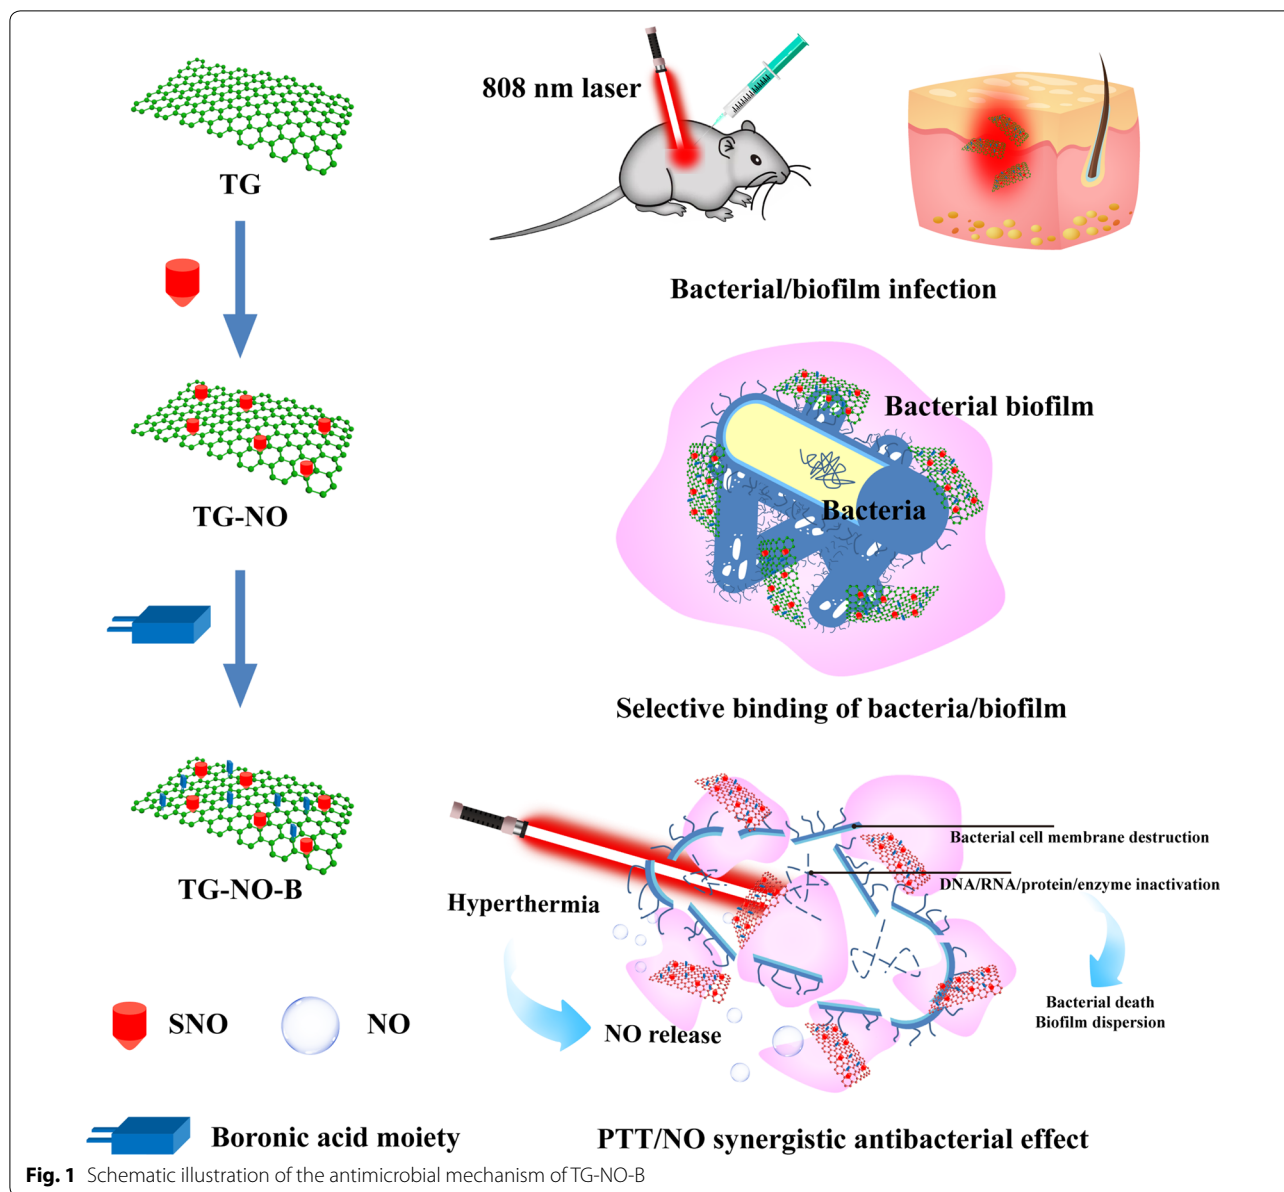 TG
TG-NO
TG-NO-B
SNO
NO
Boronic acid moiety
808 nm laser
Bacterial/biofilm infection
Bacterial biofilm
Bacteria
Selective binding of bacteria/biofilm
Bacterial cell membrane destruction
DNA/RNA/protein/enzyme inactivation
Hyperthermia
NO release
Bacterial death
Biofilm dispersion
PTT/NO synergistic antibacterial effect
Fig. 1 Schematic illustration of the antimicrobial mechanism of TG-NO-B